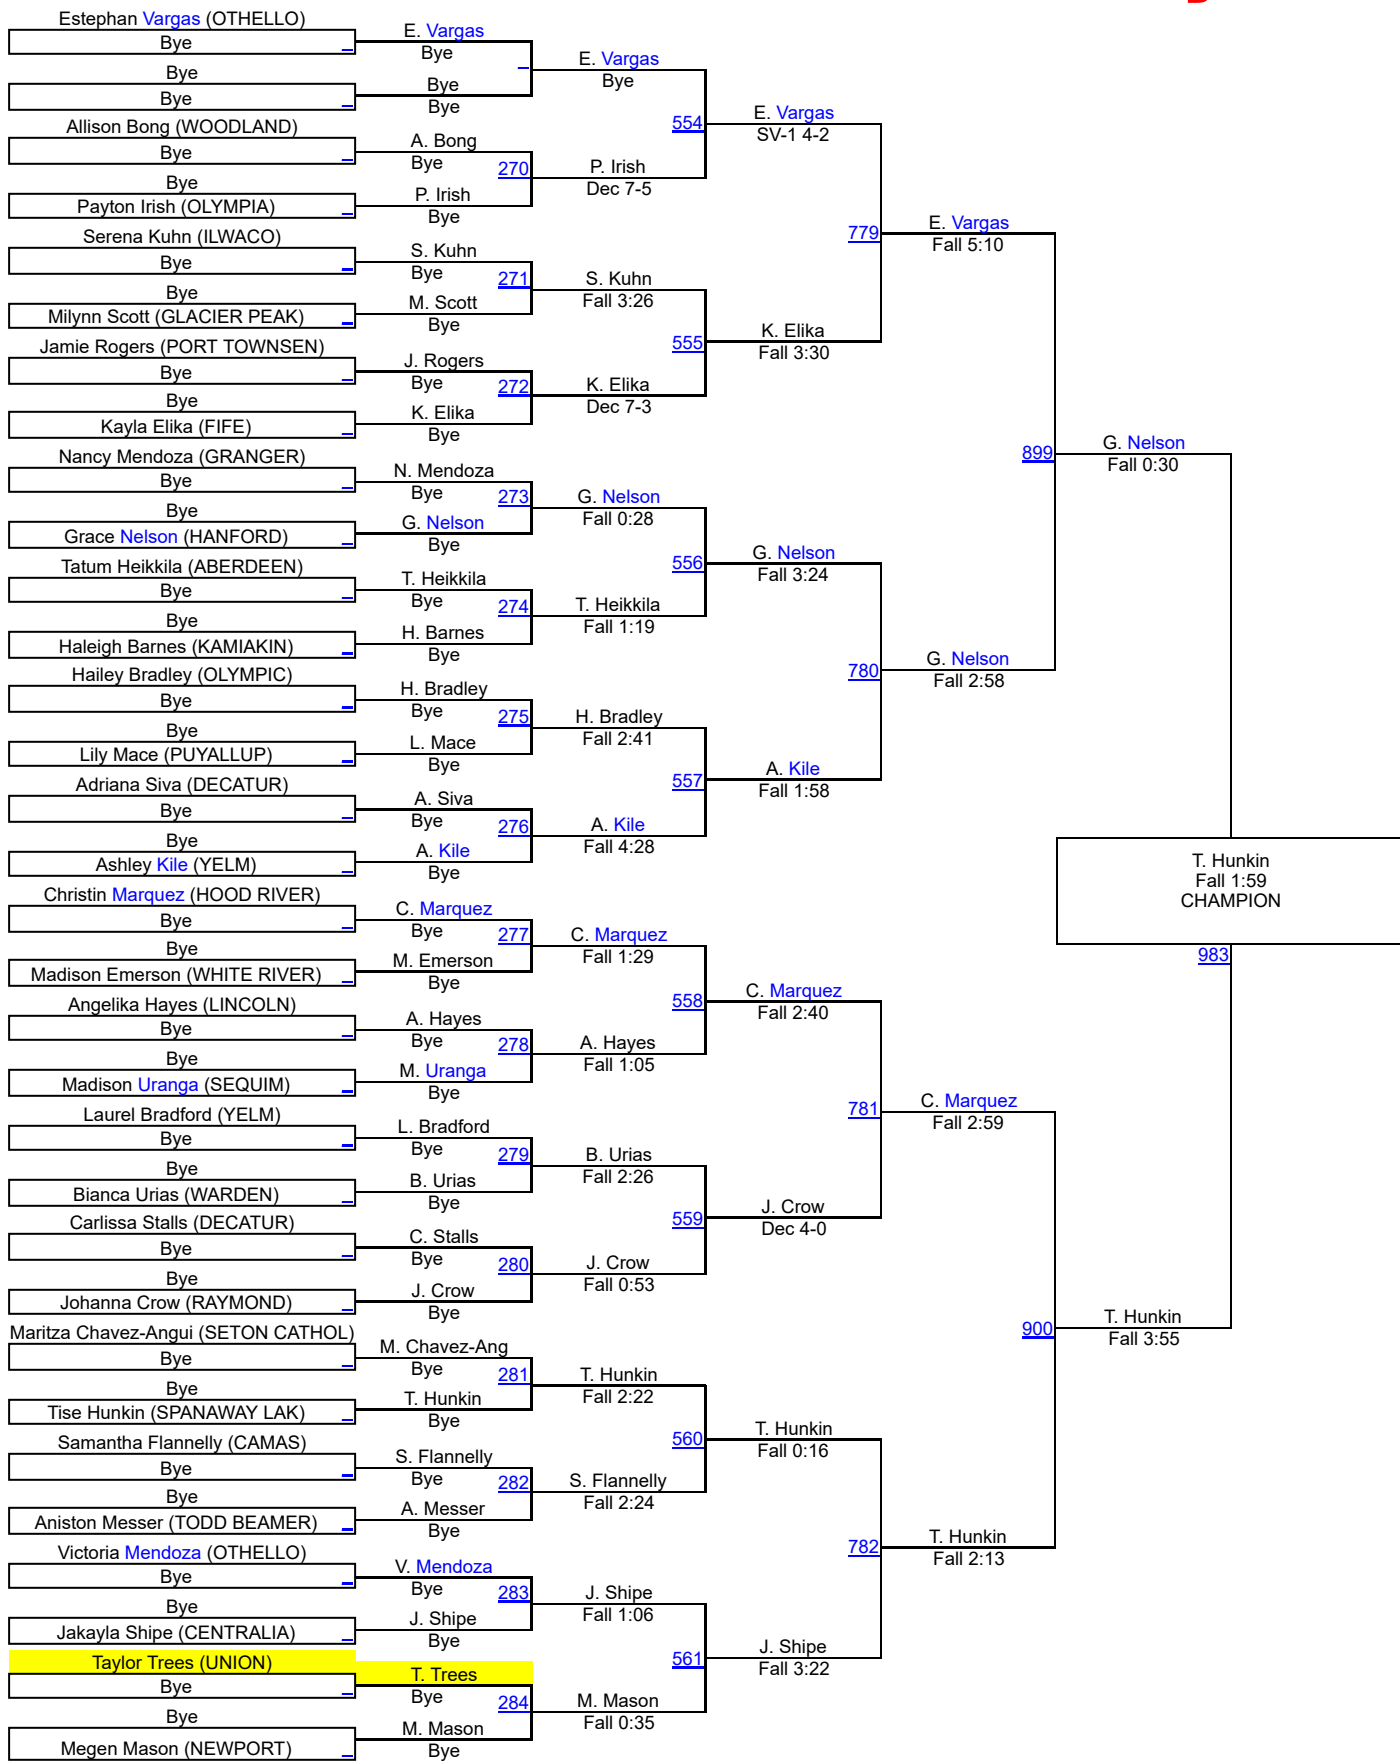 Estephan Vargas (OTHELLO)
Bye
Bye
Bye
Allison Bong (WOODLAND)
Bye
Bye
Payton Irish (OLYMPIA)
Serena Kuhn (ILWACO)
Bye
Bye
Milynn Scott (GLACIER PEAK)
Jamie Rogers (PORT TOWNSEN)
Bye
Bye
Kayla Elika (FIFE)
Nancy Mendoza (GRANGER)
Bye
Bye
Grace Nelson (HANFORD)
Tatum Heikkila (ABERDEEN)
Bye
Bye
Haleigh Barnes (KAMIAKIN)
Hailey Bradley (OLYMPIC)
Bye
Bye
Lily Mace (PUYALLUP)
Adriana Siva (DECATUR)
Bye
Bye
Ashley Kile (YELM)
Christin Marquez (HOOD RIVER)
Bye
Bye
Madison Emerson (WHITE RIVER)
Angelika Hayes (LINCOLN)
Bye
Bye
Madison Uranga (SEQUIM)
Laurel Bradford (YELM)
Bye
Bye
Bianca Urias (WARDEN)
Carlissa Stalls (DECATUR)
Bye
Bye
Johanna Crow (RAYMOND)
Maritza Chavez-Angui (SETON CATHOL)
Bye
Bye
Tise Hunkin (SPANAWAY LAK)
Samantha Flannelly (CAMAS)
Bye
Bye
Aniston Messer (TODD BEAMER)
Victoria Mendoza (OTHELLO)
Bye
Bye
Jakayla Shipe (CENTRALIA)
Taylor Trees (UNION)
Bye
Bye
Megen Mason (NEWPORT)
E. Vargas
Bye
Bye
Bye
A. Bong
Bye
270
P. Irish
Bye
S. Kuhn
Bye
271
M. Scott
Bye
J. Rogers
Bye
272
K. Elika
Bye
N. Mendoza
Bye
273
G. Nelson
Bye
T. Heikkila
Bye
274
H. Barnes
Bye
H. Bradley
Bye
275
L. Mace
Bye
A. Siva
Bye
276
A. Kile
Bye
C. Marquez
Bye
277
M. Emerson
Bye
A. Hayes
Bye
278
M. Uranga
Bye
L. Bradford
Bye
279
B. Urias
Bye
C. Stalls
Bye
280
J. Crow
Bye
M. Chavez-Ang
Bye
281
T. Hunkin
Bye
S. Flannelly
Bye
282
A. Messer
Bye
V. Mendoza
Bye
283
J. Shipe
Bye
T. Trees
Bye
284
M. Mason
Bye
E. Vargas
Bye
554
P. Irish
Dec 7-5
S. Kuhn
Fall 3:26
555
K. Elika
Dec 7-3
G. Nelson
Fall 0:28
556
T. Heikkila
Fall 1:19
H. Bradley
Fall 2:41
557
A. Kile
Fall 4:28
C. Marquez
Fall 1:29
558
A. Hayes
Fall 1:05
B. Urias
Fall 2:26
559
J. Crow
Fall 0:53
T. Hunkin
Fall 2:22
560
S. Flannelly
Fall 2:24
J. Shipe
Fall 1:06
561
M. Mason
Fall 0:35
E. Vargas
SV-1 4-2
779
K. Elika
Fall 3:30
G. Nelson
Fall 3:24
780
A. Kile
Fall 1:58
C. Marquez
Fall 2:40
781
J. Crow
Dec 4-0
T. Hunkin
Fall 0:16
782
J. Shipe
Fall 3:22
E. Vargas
Fall 5:10
899
G. Nelson
Fall 2:58
C. Marquez
Fall 2:59
900
T. Hunkin
Fall 2:13
G. Nelson
Fall 0:30
T. Hunkin
Fall 1:59
CHAMPION
983
T. Hunkin
Fall 3:55